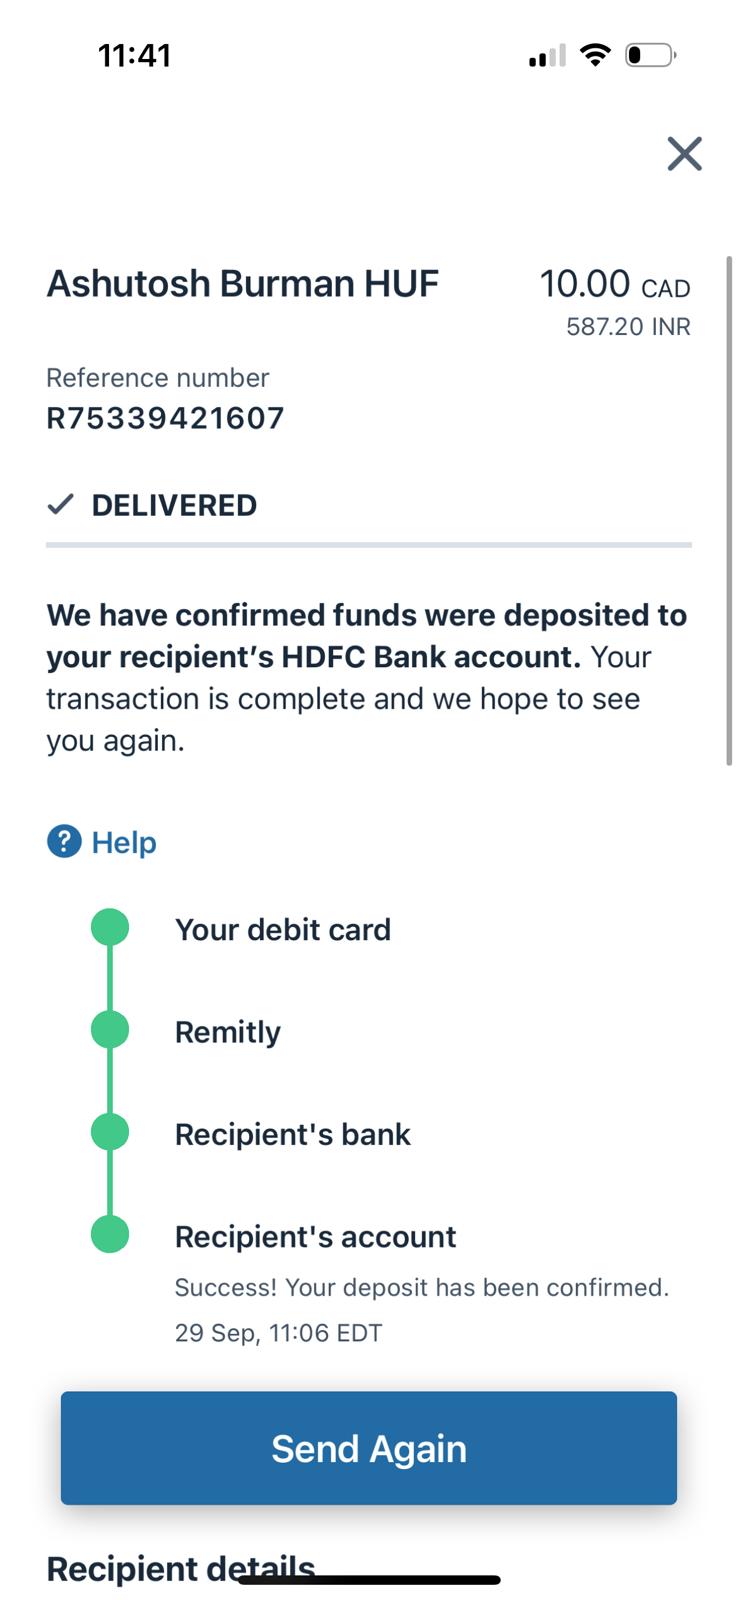 11:41
Ashutosh Burman HUF
10.00 CAD
587.20 INR
Reference number
R75339421607
DELIVERED
We have confirmed funds were deposited to
your recipient’s HDFC Bank account. Your
transaction is complete and we hope to see
you again.
? Help
Your debit card
Remitly
Recipient's bank
Recipient's account
Success! Your deposit has been confirmed.
29 Sep, 11:06 EDT
Send Again
Recipient details